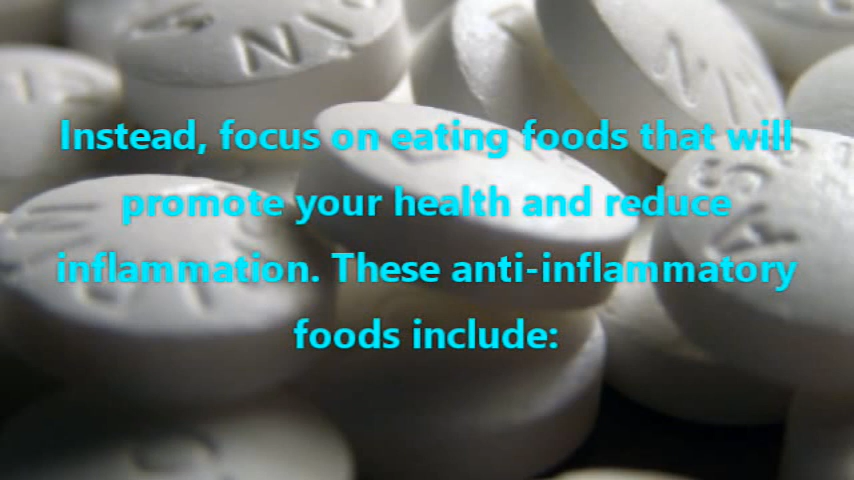 Instead, focus on eating foods that will
promote your health and reduce
inflammation. These anti-inflammatory
foods include: